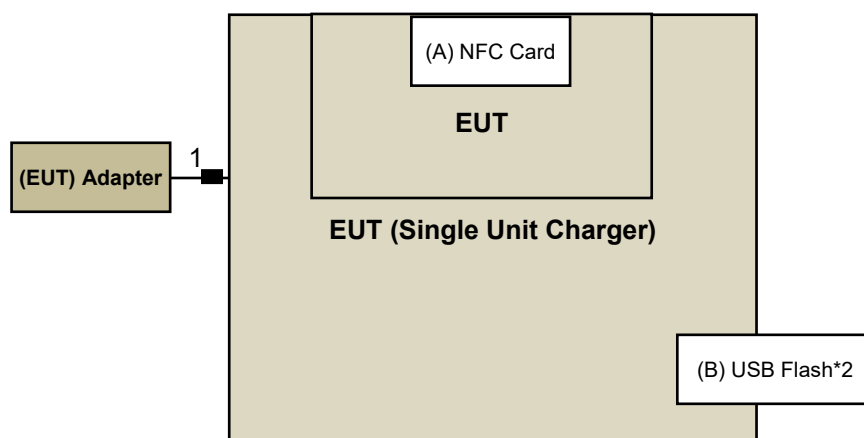 (A) NFC Card
EUT
1
(EUT) Adapter
EUT (Single Unit Charger)
(B) USB Flash*2